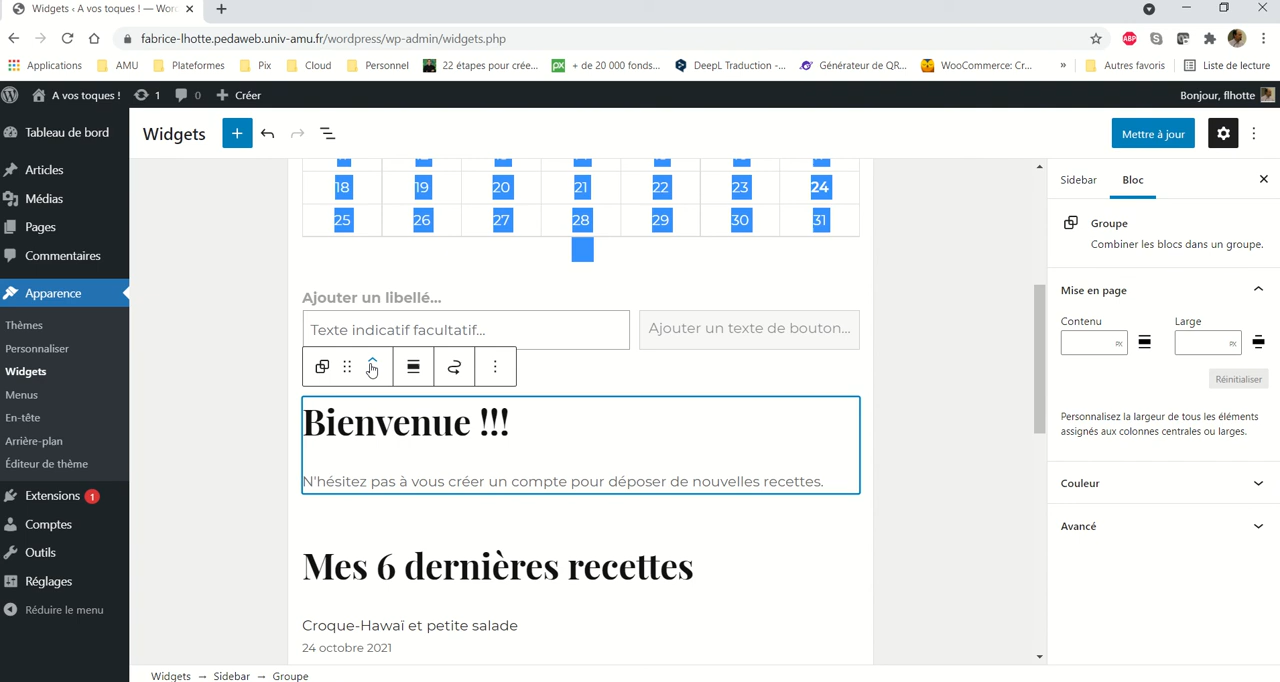 Widgets ‹ A vos toques ! — Wor
fabrice-lhotte.pedaweb.univ-amu.fr/wordpress/wp-admin/widgets.php
Applications AMU Plateformes Pix Cloud Personnel 22 étapes pour crée... + de 20 000 fonds... DeepL Traduction -... Générateur de QR... WooCommerce: Cr... » Autres favoris Liste de lecture
A vos toques ! 1 0 + Créer Bonjour, flhotte
Tableau de bord
Articles
Médias
Pages
Commentaires
Apparence
Thèmes
Personnaliser
Widgets
Menus
En-tête
Arrière-plan
Éditeur de thème
Extensions 1
Comptes
Outils
Réglages
Réduire le menu
Widgets
Mettre à jour
18 19 20 21 22 23 24
25 26 27 28 29 30 31
Ajouter un libellé...
Texte indicatif facultatif... Ajouter un texte de bouton...
Bienvenue !!!
N'hésitez pas à vous créer un compte pour déposer de nouvelles recettes.
Mes 6 dernières recettes
Croque-Hawaï et petite salade
24 octobre 2021
Sidebar Bloc
Groupe
Combiner les blocs dans un groupe.
Mise en page
Contenu Large
PX PX
Réinitialiser
Personnalisez la largeur de tous les éléments
assignés aux colonnes centrales ou larges.
Couleur
Avancé
Widgets → Sidebar → Groupe